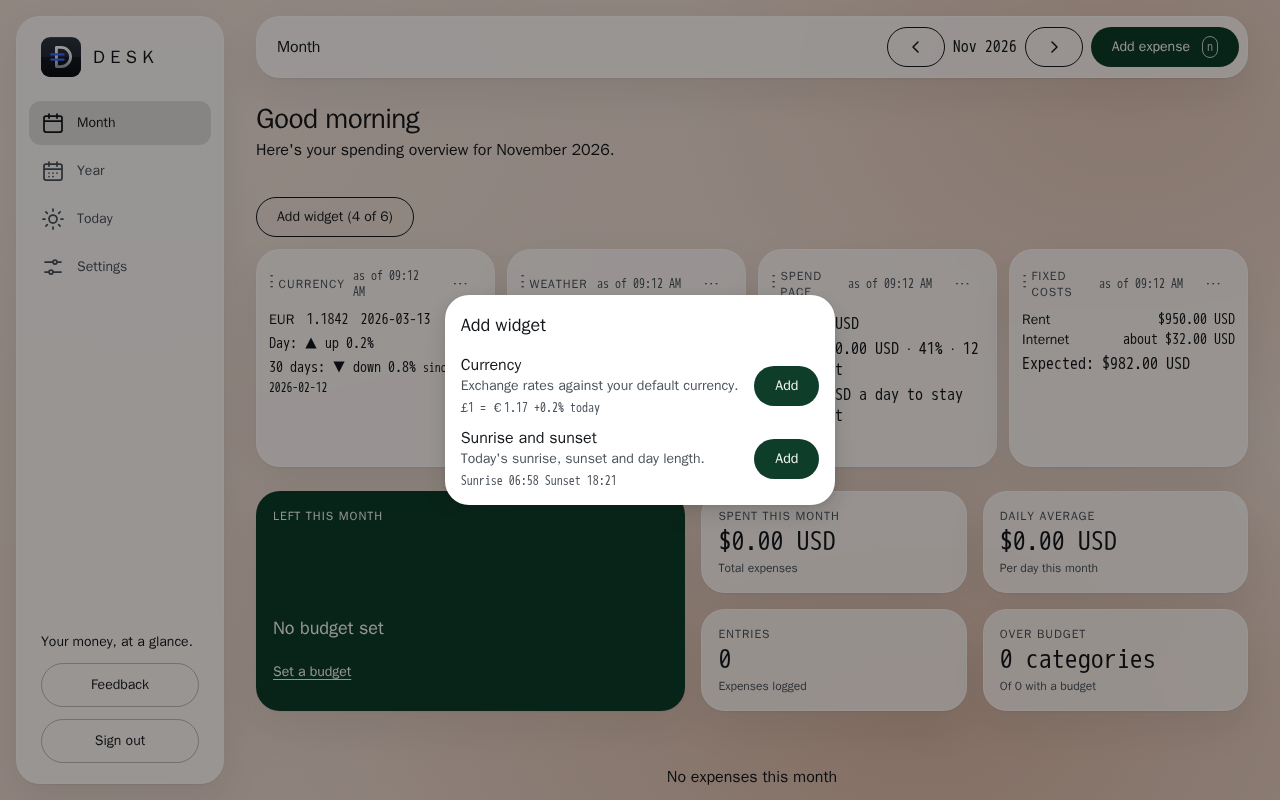 DESK
Month
Year
Today
Settings
Your money, at a glance.
Feedback
Sign out
Month
Nov 2026
Add expense n
Good morning
Here's your spending overview for November 2026.
Add widget (4 of 6)
CURRENCY as of 09:12 AM
EUR 1.1842 2026-03-13
Day: ▲ up 0.2%
30 days: ▼ down 0.8%
2026-02-12
WEATHER as of 09:12 AM
SPEND PACE as of 09:12 AM
USD
0.00 USD · 41% · 12
USD a day to stay
FIXED COSTS as of 09:12 AM
Rent $950.00 USD
Internet about $32.00 USD
Expected: $982.00 USD
Add widget
Currency
Exchange rates against your default currency.
£1 = €1.17 +0.2% today
Add
Sunrise and sunset
Today's sunrise, sunset and day length.
Sunrise 06:58 Sunset 18:21
Add
LEFT THIS MONTH
No budget set
Set a budget
SPENT THIS MONTH
$0.00 USD
Total expenses
DAILY AVERAGE
$0.00 USD
Per day this month
ENTRIES
0
Expenses logged
OVER BUDGET
0 categories
Of 0 with a budget
No expenses this month